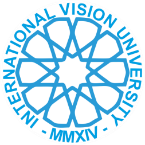 INTERNATIONAL VISION UNIVERSITY
- MMXIV -